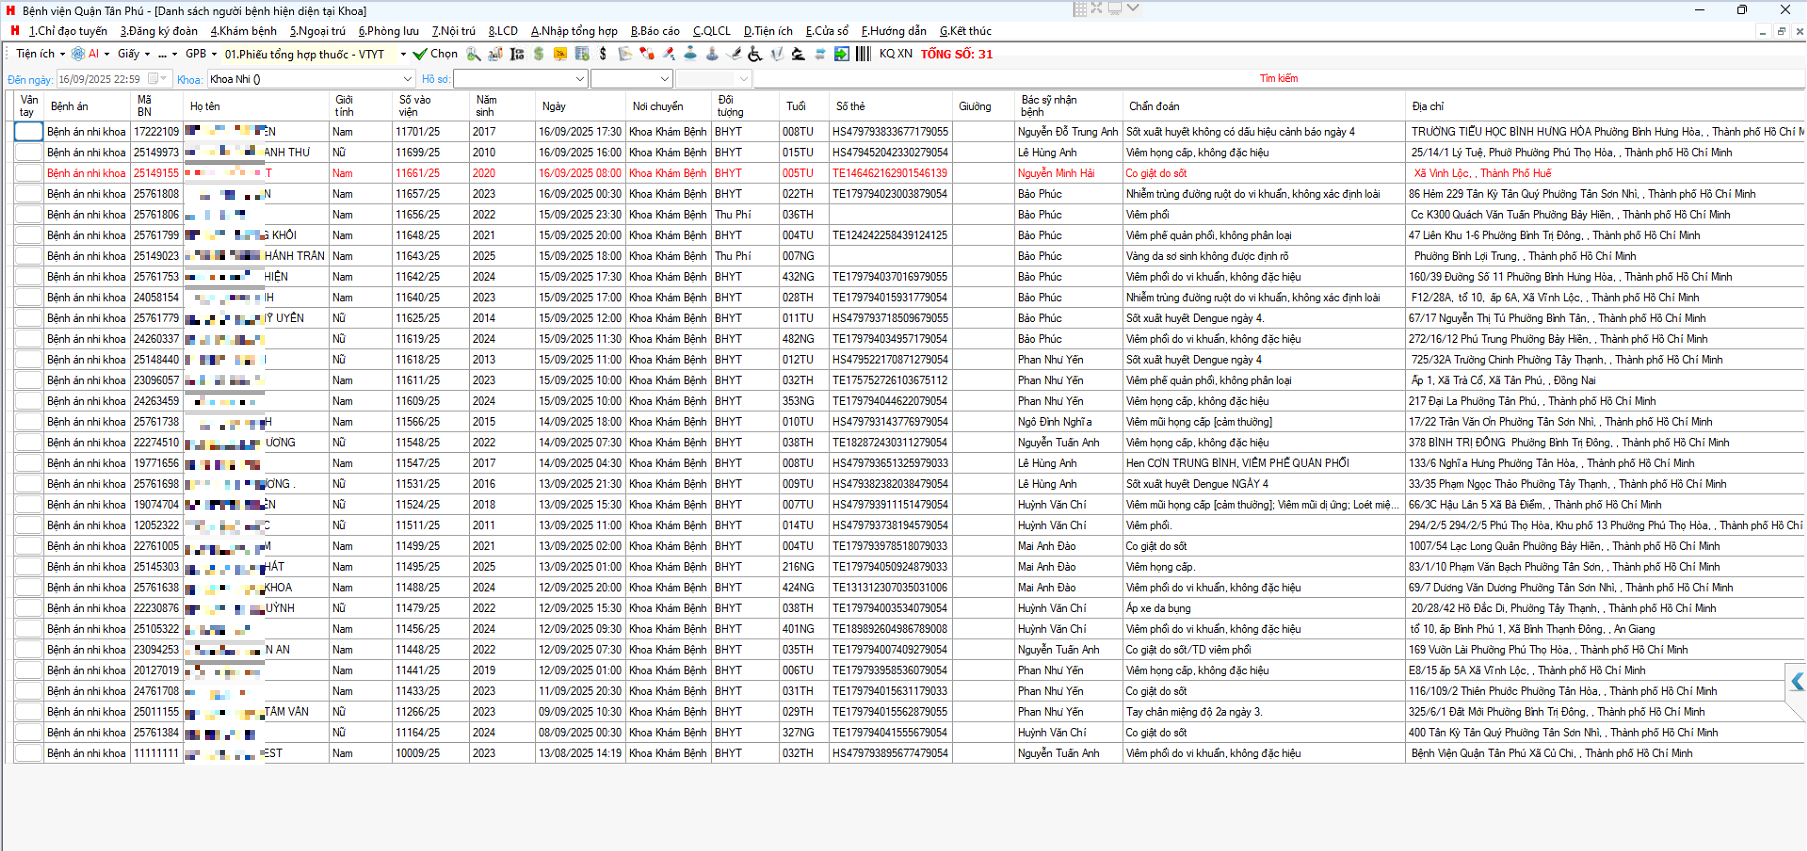 Bệnh viện Quận Tân Phú - [Danh sách người bệnh hiện diện tại Khoa]
1.Chỉ đạo tuyến 3.Đăng ký đoàn 4.Khám bệnh 5.Ngoại trú 6.Phòng lưu 7.Nội trú 8.LCD A.Nhập tổng hợp B.Báo cáo C.QLCL D.Tiện ích E.Cửa sổ F.Hướng dẫn G.Kết thúc
Tiện ích AI Giấy ... GPB 01.Phiếu tổng hợp thuốc - VTYT Chọn KQ XN TỔNG SỐ: 31
Đến ngày: 16/09/2025 22:59 Khoa: Khoa Nhi () Hồ sơ: Tìm kiếm
Vân tay Bệnh án Mã BN Họ tên Giới tính Số vào viện Năm sinh Ngày Nơi chuyển Đối tượng Tuổi Số thẻ Giường Bác sỹ nhận bệnh Chẩn đoán Địa chỉ
Bệnh án nhi khoa 17222109 ÊN Nam 11701/25 2017 16/09/2025 17:30 Khoa Khám Bệnh BHYT 008TU HS479793833677179055 Nguyễn Đỗ Trung Anh Sốt xuất huyết không có dấu hiệu cảnh báo ngày 4 TRƯỜNG TIỂU HỌC BÌNH HƯNG HÒA Phường Bình Hưng Hòa, , Thành phố Hồ Chí M
Bệnh án nhi khoa 25149973 ANH THƯ Nữ 11699/25 2010 16/09/2025 16:00 Khoa Khám Bệnh BHYT 015TU HS479452042330279054 Lê Hùng Anh Viêm họng cấp, không đặc hiệu 25/14/1 Lý Tuệ, Phườ Phường Phú Thọ Hòa, , Thành phố Hồ Chí Minh
Bệnh án nhi khoa 25149155 T Nam 11661/25 2020 16/09/2025 08:00 Khoa Khám Bệnh BHYT 005TU TE146462162901546139 Nguyễn Minh Hải Co giật do sốt Xã Vinh Lộc, , Thành Phố Huế
Bệnh án nhi khoa 25761808 N Nam 11657/25 2023 16/09/2025 00:30 Khoa Khám Bệnh BHYT 022TH TE179794023003879054 Bảo Phúc Nhiễm trùng đường ruột do vi khuẩn, không xác định loài 86 Hẻm 229 Tân Kỳ Tân Quý Phường Tân Sơn Nhì, , Thành phố Hồ Chí Minh
Bệnh án nhi khoa 25761806 Nam 11656/25 2022 15/09/2025 23:30 Khoa Khám Bệnh Thu Phí 036TH Bảo Phúc Viêm phổi Cc K300 Quách Văn Tuấn Phường Bảy Hiền, , Thành phố Hồ Chí Minh
Bệnh án nhi khoa 25761799 G KHÔI Nam 11648/25 2021 15/09/2025 20:00 Khoa Khám Bệnh BHYT 004TU TE124242258439124125 Bảo Phúc Viêm phế quản phổi, không phân loại 47 Liên Khu 1-6 Phường Bình Trị Đông, , Thành phố Hồ Chí Minh
Bệnh án nhi khoa 25149023 HÁNH TRÂN Nam 11643/25 2025 15/09/2025 18:00 Khoa Khám Bệnh Thu Phí 007NG Bảo Phúc Vàng da sơ sinh không được định rõ Phường Bình Lợi Trung, , Thành phố Hồ Chí Minh
Bệnh án nhi khoa 25761753 HIỆN Nam 11642/25 2024 15/09/2025 17:30 Khoa Khám Bệnh BHYT 432NG TE179794037016979055 Bảo Phúc Viêm phổi do vi khuẩn, không đặc hiệu 160/39 Đường Số 11 Phường Bình Hưng Hòa, , Thành phố Hồ Chí Minh
Bệnh án nhi khoa 24058154 NH Nam 11640/25 2023 15/09/2025 17:00 Khoa Khám Bệnh BHYT 028TH TE179794015931779054 Bảo Phúc Nhiễm trùng đường ruột do vi khuẩn, không xác định loài F12/28A, tổ 10, ấp 6A, Xã Vĩnh Lộc, , Thành phố Hồ Chí Minh
Bệnh án nhi khoa 25761779 MỸ UYÊN Nữ 11625/25 2014 15/09/2025 12:00 Khoa Khám Bệnh BHYT 011TU HS479793718509679055 Bảo Phúc Sốt xuất huyết Dengue ngày 4. 67/17 Nguyễn Thị Tú Phường Bình Tân, , Thành phố Hồ Chí Minh
Bệnh án nhi khoa 24260337 Nữ 11619/25 2024 15/09/2025 11:30 Khoa Khám Bệnh BHYT 482NG TE179794034957179054 Bảo Phúc Viêm phổi do vi khuẩn, không đặc hiệu 272/16/12 Phú Trung Phường Bảy Hiền, , Thành phố Hồ Chí Minh
Bệnh án nhi khoa 25148440 Nữ 11618/25 2013 15/09/2025 11:00 Khoa Khám Bệnh BHYT 012TU HS479522170871279054 Phan Như Yến Sốt xuất huyết Dengue ngày 4 725/32A Trường Chinh Phường Tây Thạnh, , Thành phố Hồ Chí Minh
Bệnh án nhi khoa 23096057 Nam 11611/25 2023 15/09/2025 10:00 Khoa Khám Bệnh BHYT 032TH TE175752726103675112 Phan Như Yến Viêm phế quản phổi, không phân loại Ấp 1, Xã Trà Cổ, Xã Tân Phú, , Đồng Nai
Bệnh án nhi khoa 24263459 Nam 11609/25 2024 15/09/2025 10:00 Khoa Khám Bệnh BHYT 353NG TE179794044622079054 Phan Như Yến Viêm họng cấp, không đặc hiệu 217 Đại La Phường Tân Phú, , Thành phố Hồ Chí Minh
Bệnh án nhi khoa 25761738 H Nam 11566/25 2015 14/09/2025 18:00 Khoa Khám Bệnh BHYT 010TU HS479793143776979054 Ngô Đình Nghĩa Viêm mũi họng cấp [cảm thường] 17/22 Trần Văn Ơn Phường Tân Sơn Nhì, , Thành phố Hồ Chí Minh
Bệnh án nhi khoa 22274510 ƯƠNG Nữ 11548/25 2022 14/09/2025 07:30 Khoa Khám Bệnh BHYT 038TH TE182872430311279054 Nguyễn Tuấn Anh Viêm họng cấp, không đặc hiệu 378 BÌNH TRỊ ĐÔNG Phường Bình Trị Đông, , Thành phố Hồ Chí Minh
Bệnh án nhi khoa 19771656 Nam 11547/25 2017 14/09/2025 04:30 Khoa Khám Bệnh BHYT 008TU HS479793651325979033 Lê Hùng Anh Hen CƠN TRUNG BÌNH, VIÊM PHẾ QUẢN PHỔI 133/6 Nghĩa Hưng Phường Tân Hòa, , Thành phố Hồ Chí Minh
Bệnh án nhi khoa 25761698 ƯƠNG . Nữ 11531/25 2016 13/09/2025 21:30 Khoa Khám Bệnh BHYT 009TU HS479382382038479054 Lê Hùng Anh Sốt xuất huyết Dengue NGÀY 4 33/35 Phạm Ngọc Thảo Phường Tây Thạnh, , Thành phố Hồ Chí Minh
Bệnh án nhi khoa 19074704 ÊN Nam 11524/25 2018 13/09/2025 15:30 Khoa Khám Bệnh BHYT 007TU HS479793911151479054 Huỳnh Văn Chí Viêm mũi họng cấp [cảm thường]; Viêm mũi dị ứng; Loét miệ... 66/3C Hậu Lân 5 Xã Bà Điểm, , Thành phố Hồ Chí Minh
Bệnh án nhi khoa 12052322 C Nam 11511/25 2011 13/09/2025 11:00 Khoa Khám Bệnh BHYT 014TU HS479793738194579054 Huỳnh Văn Chí Viêm phổi. 294/2/5 294/2/5 Phú Thọ Hòa, Khu phố 13 Phường Phú Thọ Hòa, , Thành phố Hồ Chí
Bệnh án nhi khoa 22761005 M Nam 11499/25 2021 13/09/2025 02:00 Khoa Khám Bệnh BHYT 004TU TE179793978518079033 Mai Anh Đào Co giật do sốt 1007/54 Lạc Long Quân Phường Bảy Hiền, , Thành phố Hồ Chí Minh
Bệnh án nhi khoa 25145303 HÁT Nam 11495/25 2025 13/09/2025 01:00 Khoa Khám Bệnh BHYT 216NG TE179794050924879033 Mai Anh Đào Viêm họng cấp. 83/1/10 Phạm Văn Bạch Phường Tân Sơn, , Thành phố Hồ Chí Minh
Bệnh án nhi khoa 25761638 KHOA Nam 11488/25 2024 12/09/2025 20:00 Khoa Khám Bệnh BHYT 424NG TE131312307035031006 Mai Anh Đào Viêm phổi do vi khuẩn, không đặc hiệu 69/7 Dương Văn Dương Phường Tân Sơn Nhì, , Thành phố Hồ Chí Minh
Bệnh án nhi khoa 22230876 QUỲNH Nữ 11479/25 2022 12/09/2025 15:30 Khoa Khám Bệnh BHYT 038TH TE179794003534079054 Huỳnh Văn Chí Áp xe da bụng 20/28/42 Hồ Đắc Di, Phường Tây Thạnh, , Thành phố Hồ Chí Minh
Bệnh án nhi khoa 25105322 Nam 11456/25 2024 12/09/2025 09:30 Khoa Khám Bệnh BHYT 401NG TE189892604986789008 Huỳnh Văn Chí Viêm phổi do vi khuẩn, không đặc hiệu tổ 10, ấp Bình Phú 1, Xã Bình Thạnh Đông, , An Giang
Bệnh án nhi khoa 23094253 N AN Nam 11448/25 2022 12/09/2025 07:30 Khoa Khám Bệnh BHYT 035TH TE179794007409279054 Nguyễn Tuấn Anh Co giật do sốt/TD viêm phổi 169 Vườn Lài Phường Phú Thọ Hòa, , Thành phố Hồ Chí Minh
Bệnh án nhi khoa 20127019 Nam 11441/25 2019 12/09/2025 01:00 Khoa Khám Bệnh BHYT 006TU TE179793958536079054 Phan Như Yến Viêm họng cấp, không đặc hiệu E8/15 ấp 5A Xã Vĩnh Lộc, , Thành phố Hồ Chí Minh
Bệnh án nhi khoa 24761708 Nam 11433/25 2023 11/09/2025 20:30 Khoa Khám Bệnh BHYT 031TH TE179794015631179033 Phan Như Yến Co giật do sốt 116/109/2 Thiên Phước Phường Tân Hòa, , Thành phố Hồ Chí Minh
Bệnh án nhi khoa 25011155 TÂM VÂN Nữ 11266/25 2023 09/09/2025 10:30 Khoa Khám Bệnh BHYT 029TH TE179794015562879055 Phan Như Yến Tay chân miệng độ 2a ngày 3. 325/6/1 Đất Mới Phường Bình Trị Đông, , Thành phố Hồ Chí Minh
Bệnh án nhi khoa 25761384 Nữ 11164/25 2024 08/09/2025 00:30 Khoa Khám Bệnh BHYT 327NG TE179794041555679054 Huỳnh Văn Chí Co giật do sốt 400 Tân Kỳ Tân Quý Phường Tân Sơn Nhì, , Thành phố Hồ Chí Minh
Bệnh án nhi khoa 11111111 EST Nam 10009/25 2023 13/08/2025 14:19 Khoa Khám Bệnh BHYT 032TH HS479793895677479054 Nguyễn Tuấn Anh Viêm phổi do vi khuẩn, không đặc hiệu Bệnh Viện Quận Tân Phú Xã Củ Chi, , Thành phố Hồ Chí Minh